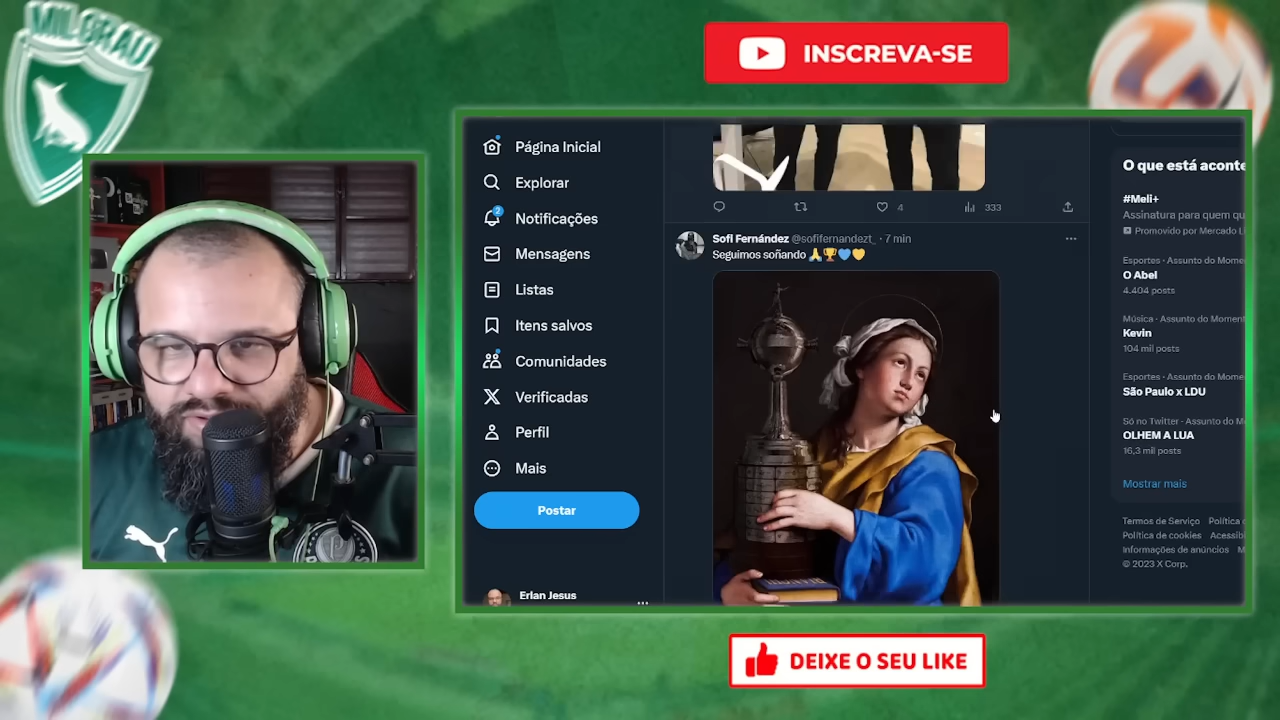 MIL GRAU
INSCREVA-SE
Página Inicial
Explorar
2
Notificações
Mensagens
Listas
Itens salvos
Comunidades
Verificadas
Perfil
Mais
Postar
Erlan Jesus
4
333
Sofi Fernández @sofifernandezt_ · 7 min
Seguimos soñando 🙏🏆💙💛
O que está aconte
#Meli+
Assinatura para quem qu
Promovido por Mercado Li
Esportes · Assunto do Mome
O Abel
4.404 posts
Música · Assunto do Momen
Kevin
104 mil posts
Esportes · Assunto do Mome
São Paulo x LDU
Só no Twitter · Assunto do M
OLHEM A LUA
16,3 mil posts
Mostrar mais
Termos de Serviço Política
Política de cookies Acessibi
Informações de anúncios M
© 2023 X Corp.
DEIXE O SEU LIKE